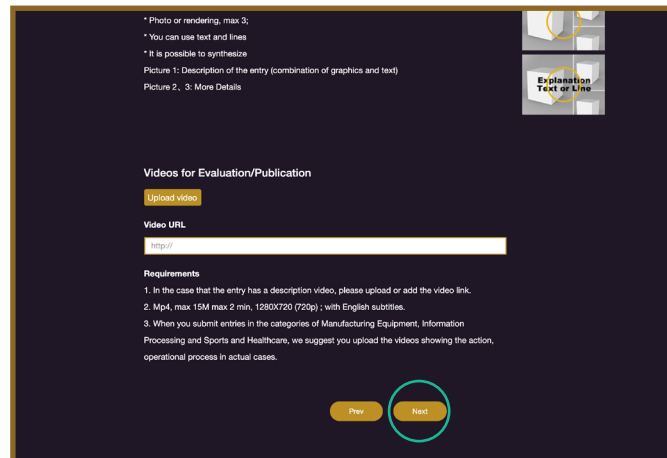 * Photo or rendering, max 3;
* You can use text and lines
* It is possible to synthesize
Picture 1: Description of the entry (combination of graphics and text)
Picture 2、3: More Details
Explanation
Text or Line
Videos for Evaluation/Publication
Upload video
Video URL
http://
Requirements
1. In the case that the entry has a description video, please upload or add the video link.
2. Mp4, max 15M max 2 min, 1280X720 (720p) ; with English subtitles.
3. When you submit entries in the categories of Manufacturing Equipment, Information
Processing and Sports and Healthcare, we suggest you upload the videos showing the action,
operational process in actual cases.
Prev
Next